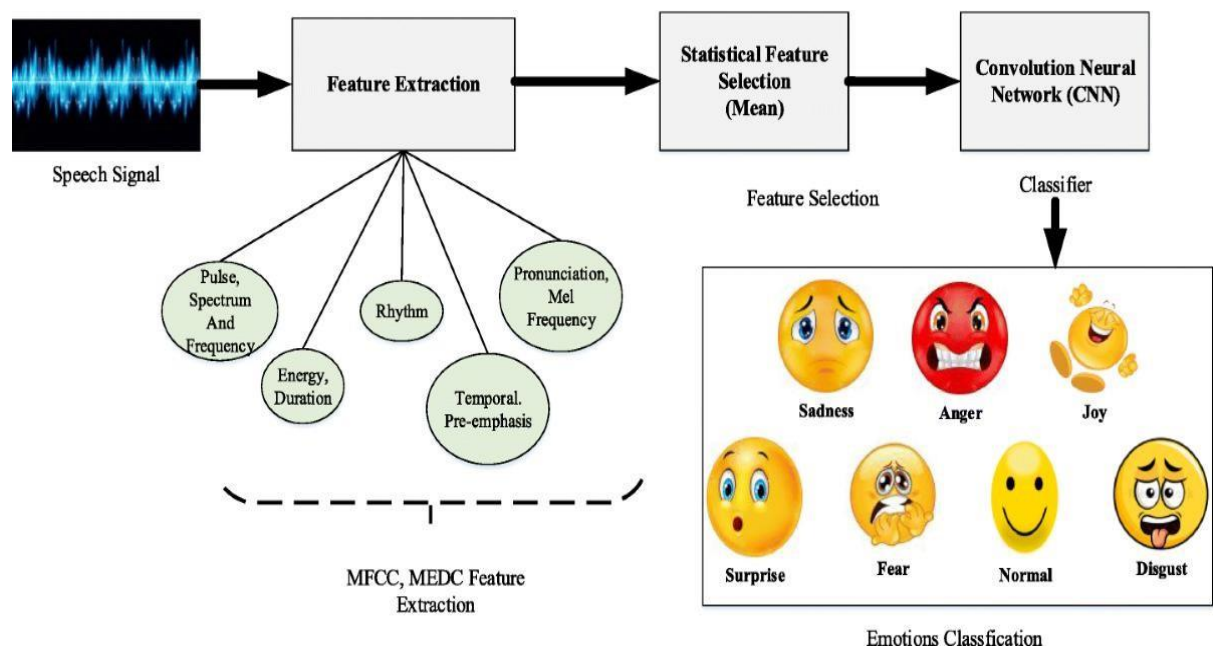 Feature Extraction
Statistical Feature
Selection
(Mean)
Convolution Neural
Network (CNN)
Speech Signal
Feature Selection
Classifier
Pulse,
Spectrum
And
Frequency
Energy,
Duration
Rhythm
Temporal.
Pre-emphasis
Pronunciation,
Mel
Frequency
MFCC, MEDC Feature
Extraction
Sadness
Anger
Joy
Surprise
Fear
Normal
Disgust
Emotions Classfication